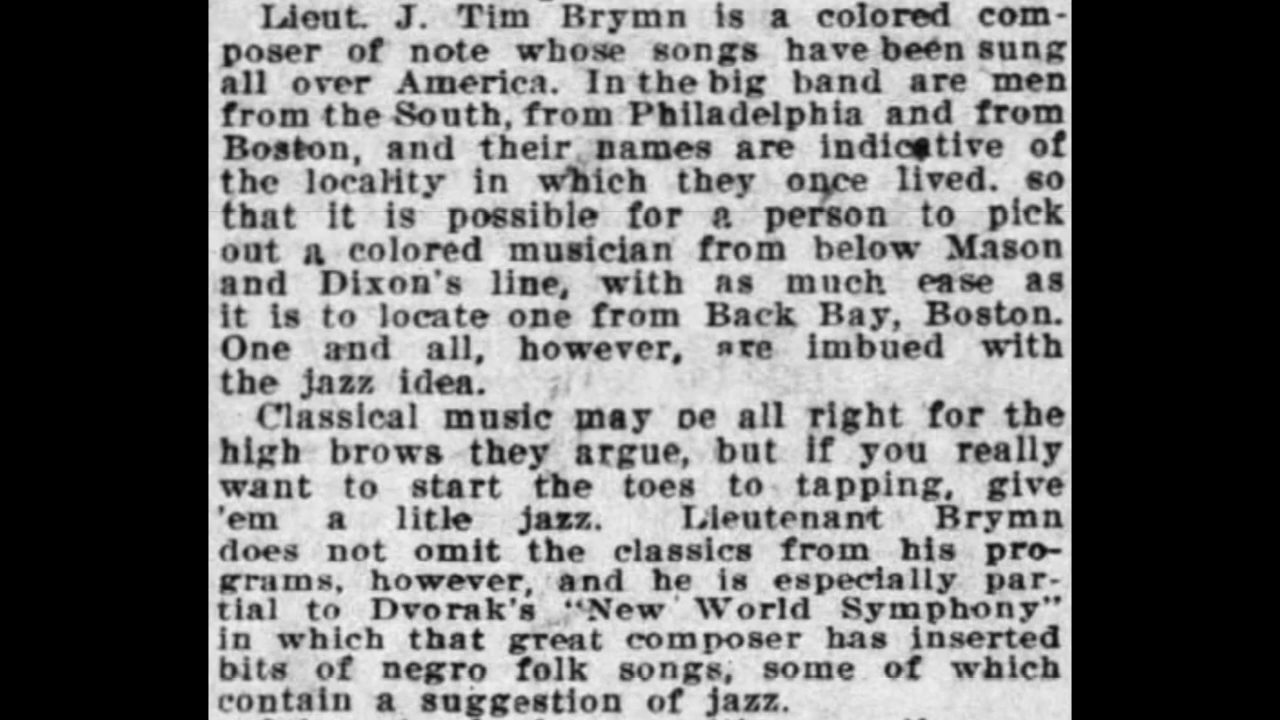 Lieut. J. Tim Brymn is a colored com-
poser of note whose songs have been sung
all over America. In the big band are men
from the South, from Philadelphia and from
Boston, and their names are indicative of
the locality in which they once lived. so
that it is possible for a person to pick
out a colored musician from below Mason
and Dixon's line, with as much ease as
it is to locate one from Back Bay, Boston.
One and all, however, are imbued with
the jazz idea.
Classical music may be all right for the
high brows they argue, but if you really
want to start the toes to tapping, give
'em a litle jazz. Lieutenant Brymn
does not omit the classics from his pro-
grams, however, and he is especially par-
tial to Dvorak's "New World Symphony"
in which that great composer has inserted
bits of negro folk songs, some of which
contain a suggestion of jazz.